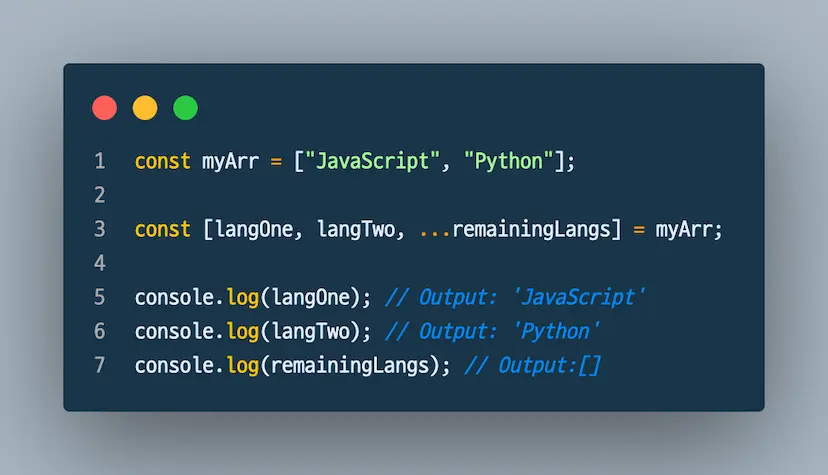 1 const myArr = ["JavaScript", "Python"];
2
3 const [langOne, langTwo, ...remainingLangs] = myArr;
4
5 console.log(langOne); // Output: 'JavaScript'
6 console.log(langTwo); // Output: 'Python'
7 console.log(remainingLangs); // Output:[]